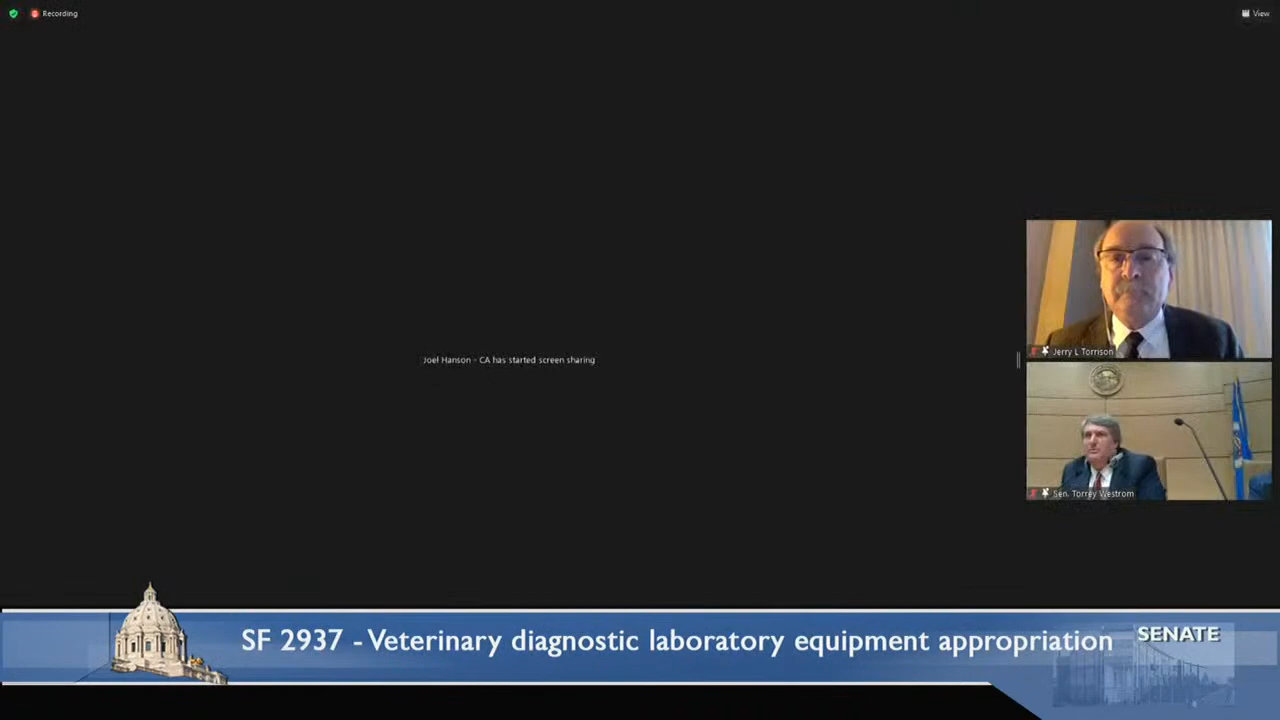 Recording
View
Joel Hanson - CA has started screen sharing
Jerry L Torrison
Sen. Torrey Westrom
SF 2937 - Veterinary diagnostic laboratory equipment appropriation
SENATE